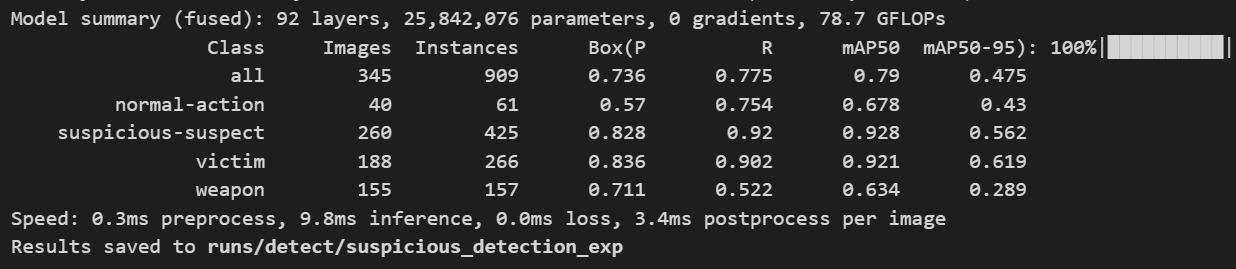 Model summary (fused): 92 layers, 25,842,076 parameters, 0 gradients, 78.7 GFLOPs
Class Images Instances Box(P R mAP50 mAP50-95): 100%|██████████|
all 345 909 0.736 0.775 0.79 0.475
normal-action 40 61 0.57 0.754 0.678 0.43
suspicious-suspect 260 425 0.828 0.92 0.928 0.562
victim 188 266 0.836 0.902 0.921 0.619
weapon 155 157 0.711 0.522 0.634 0.289
Speed: 0.3ms preprocess, 9.8ms inference, 0.0ms loss, 3.4ms postprocess per image
Results saved to runs/detect/suspicious_detection_exp